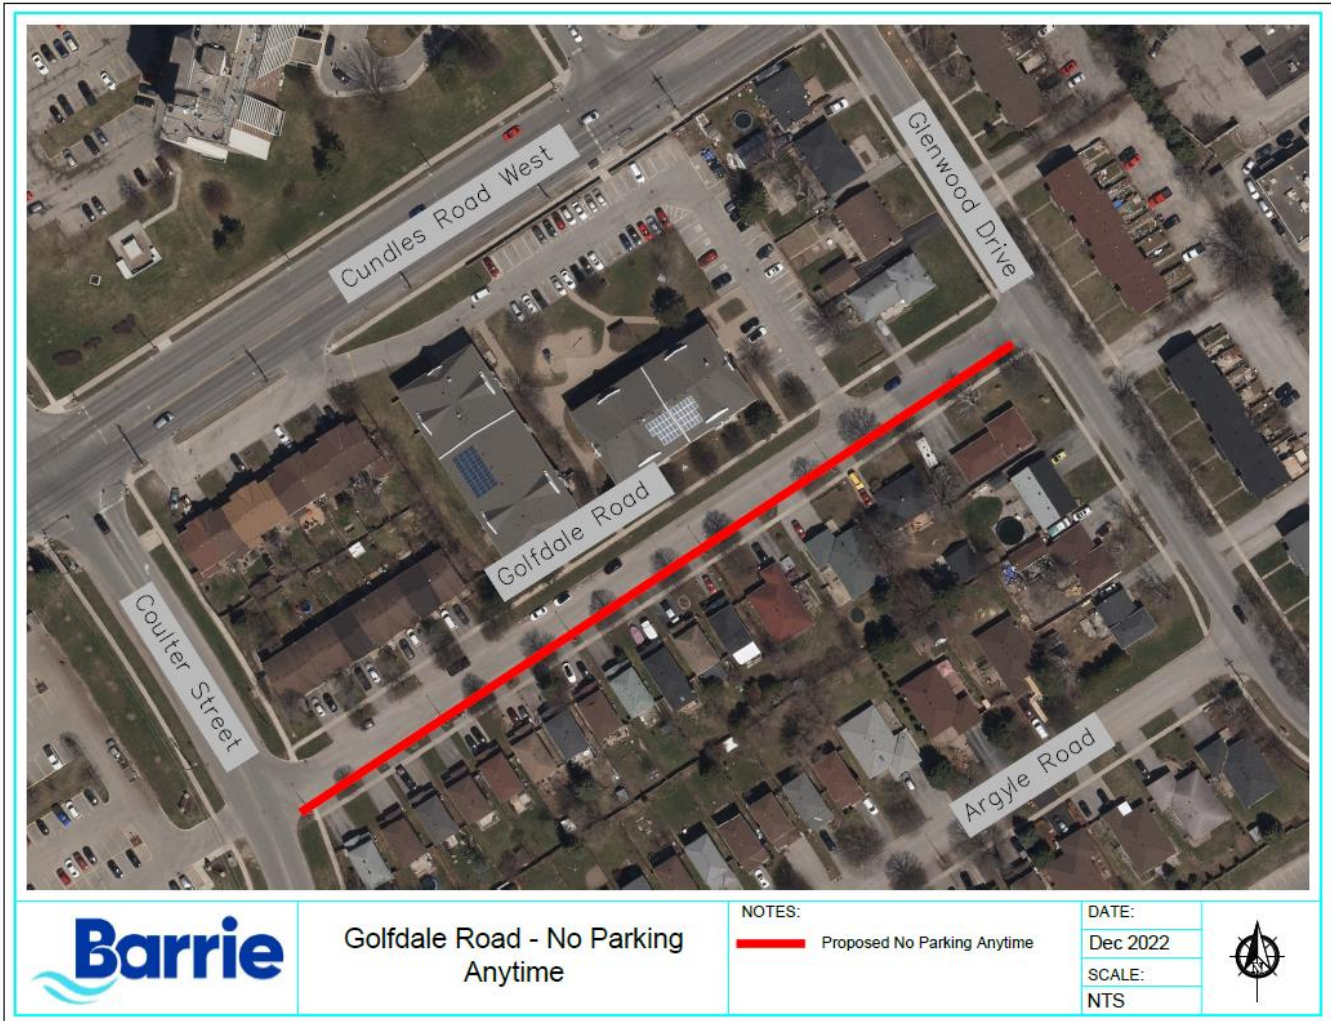 Glenwood Drive
Cundles Road West
Golfdale Road
Coulter Street
Argyle Road
Barrie
Golfdale Road - No Parking
Anytime
NOTES:
Proposed No Parking Anytime
DATE:
Dec 2022
SCALE:
NTS
N